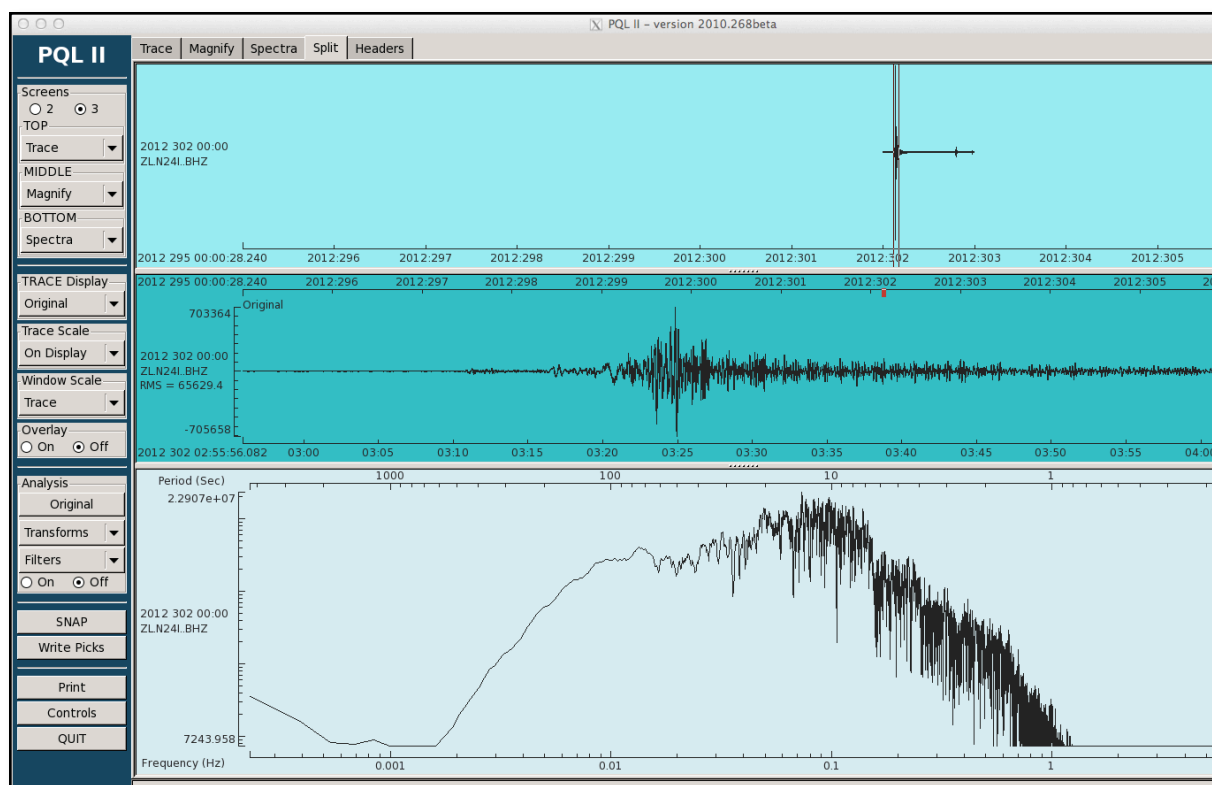 PQL II - version 2010.268beta
PQL II
Trace Magnify Spectra Split Headers
Screens
2 3
TOP
Trace
MIDDLE
Magnify
BOTTOM
Spectra
TRACE Display
Original
Trace Scale
On Display
Window Scale
Trace
Overlay
On Off
Analysis
Original
Transforms
Filters
On Off
SNAP
Write Picks
Print
Controls
QUIT
2012 302 00:00
ZL.N24I..BHZ
2012 295 00:00:28.240 2012:296 2012:297 2012:298 2012:299 2012:300 2012:301 2012:302 2012:303 2012:304 2012:305
2012 295 00:00:28.240 2012:296 2012:297 2012:298 2012:299 2012:300 2012:301 2012:302 2012:303 2012:304 2012:305
Original
703364
2012 302 00:00
ZL.N24I..BHZ
RMS = 65629.4
-705658
2012 302 02:55:56.082 03:00 03:05 03:10 03:15 03:20 03:25 03:30 03:35 03:40 03:45 03:50 03:55 04:0
Period (Sec) 1000 100 10 1
2.2907e+07
2012 302 00:00
ZL.N24I..BHZ
7243.958
Frequency (Hz) 0.001 0.01 0.1 1